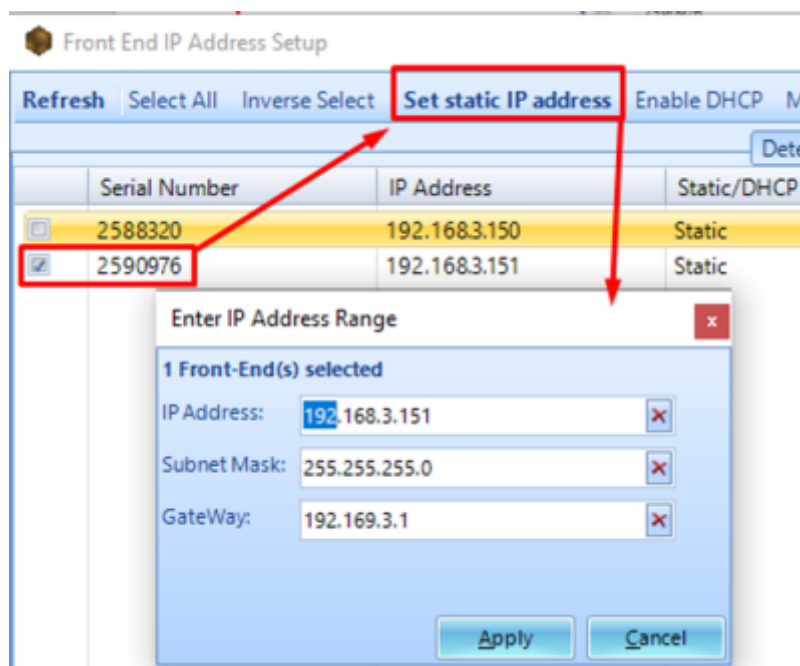 Front End IP Address Setup
Refresh Select All Inverse Select Set static IP address Enable DHCP M
Dete
Serial Number IP Address Static/DHCP
2588320 192.168.3.150 Static
2590976 192.168.3.151 Static
Enter IP Address Range
1 Front-End(s) selected
IP Address: 192.168.3.151
Subnet Mask: 255.255.255.0
GateWay: 192.169.3.1
Apply Cancel